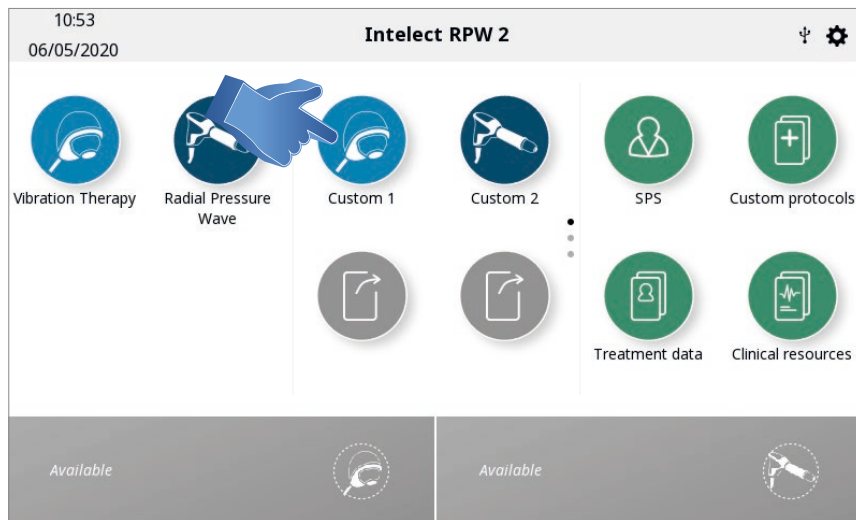 10:53
06/05/2020
Intelect RPW 2
Vibration Therapy
Radial Pressure
Wave
Custom 1
Custom 2
SPS
Custom protocols
Treatment data
Clinical resources
Available
Available